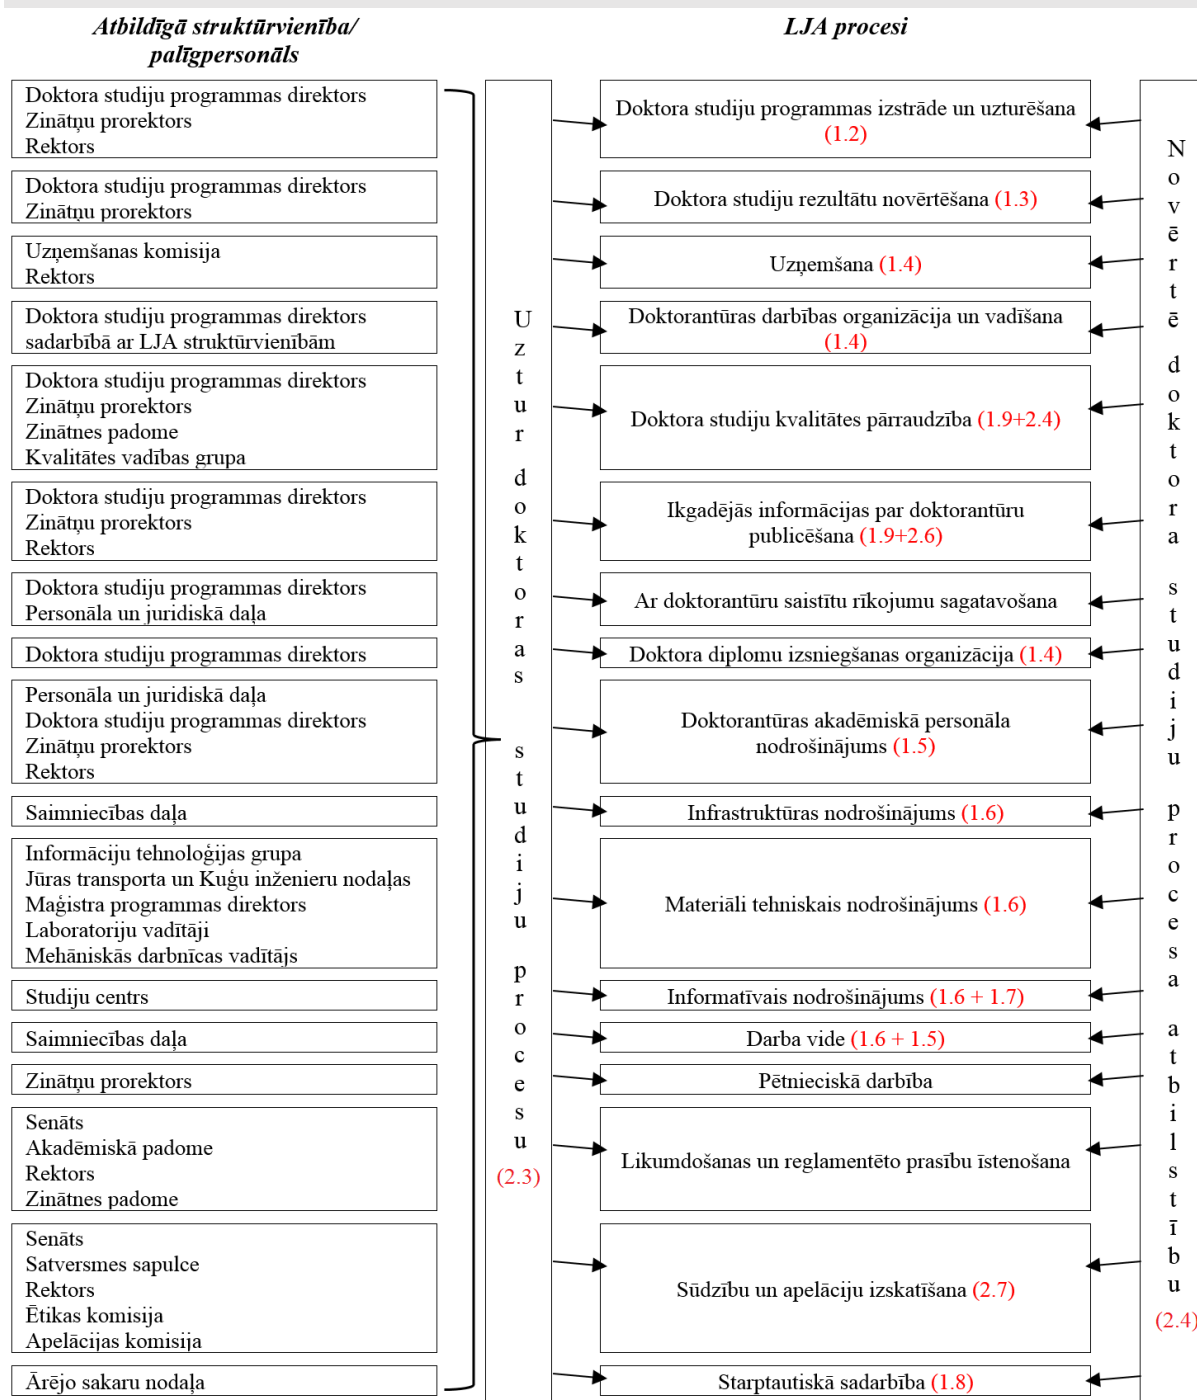 Atbildīgā struktūrvienība/
palīgpersonāls
LJA procesi
Doktora studiju programmas direktors
Zinātņu prorektors
Rektors
Doktora studiju programmas izstrāde un uzturēšana
(1.2)
Doktora studiju programmas direktors
Zinātņu prorektors
Doktora studiju rezultātu novērtēšana (1.3)
Uzņemšanas komisija
Rektors
Uzņemšana (1.4)
Doktora studiju programmas direktors
sadarbībā ar LJA struktūrvienībām
Doktorantūras darbības organizācija un vadīšana
(1.4)
Doktora studiju programmas direktors
Zinātņu prorektors
Zinātnes padome
Kvalitātes vadības grupa
Doktora studiju kvalitātes pārraudzība (1.9+2.4)
Doktora studiju programmas direktors
Zinātņu prorektors
Rektors
Ikgadējās informācijas par doktorantūru
publicēšana (1.9+2.6)
Doktora studiju programmas direktors
Personāla un juridiskā daļa
Ar doktorantūru saistītu rīkojumu sagatavošana
Doktora studiju programmas direktors
Doktora diplomu izsniegšanas organizācija (1.4)
Personāla un juridiskā daļa
Doktora studiju programmas direktors
Zinātņu prorektors
Rektors
Doktorantūras akadēmiskā personāla
nodrošinājums (1.5)
Saimniecības daļa
Infrastruktūras nodrošinājums (1.6)
Informāciju tehnoloģijas grupa
Jūras transporta un Kuģu inženieru nodaļas
Maģistra programmas direktors
Laboratoriju vadītāji
Mehāniskās darbnīcas vadītājs
Materiāli tehniskais nodrošinājums (1.6)
Studiju centrs
Informatīvais nodrošinājums (1.6 + 1.7)
Saimniecības daļa
Darba vide (1.6 + 1.5)
Zinātņu prorektors
Pētnieciskā darbība
Senāts
Akadēmiskā padome
Rektors
Zinātnes padome
Likumdošanas un reglamentēto prasību īstenošana
Senāts
Satversmes sapulce
Rektors
Ētikas komisija
Apelācijas komisija
Sūdzību un apelāciju izskatīšana (2.7)
Ārējo sakaru nodaļa
Starptautiskā sadarbība (1.8)
Uztur doktoras studiju procesu
(2.3)
Novērtē doktora studiju procesa atbilstību
(2.4)